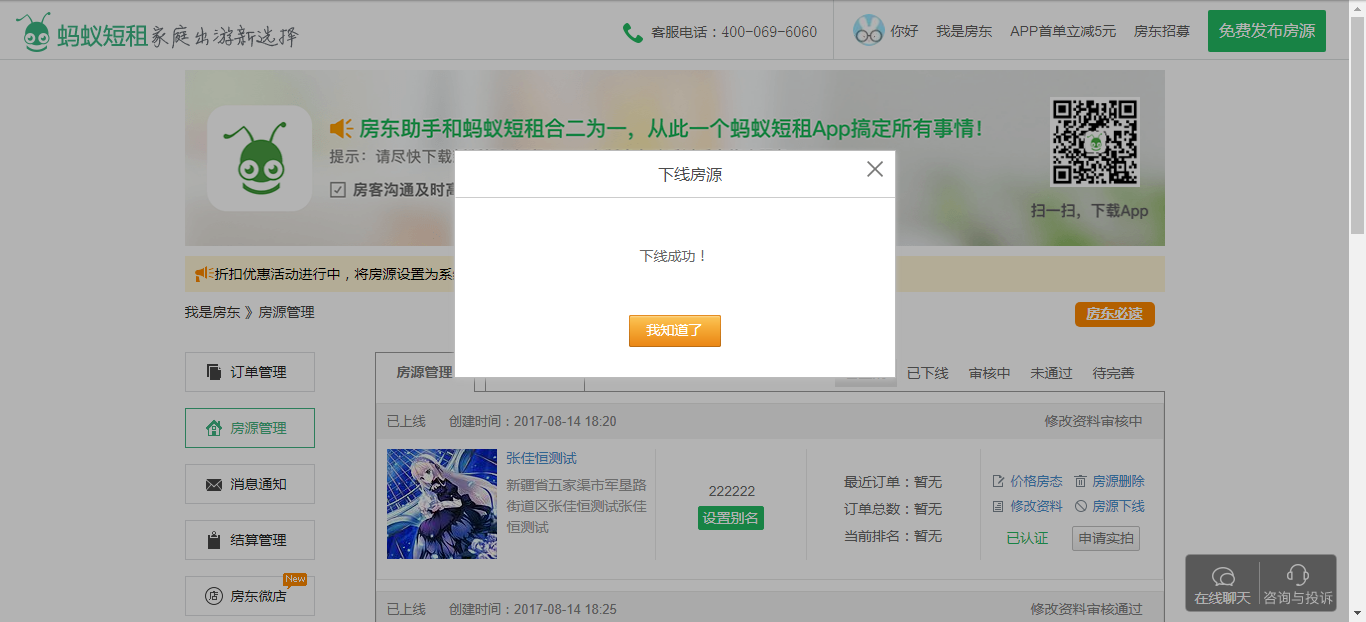 蚂蚁短租 家庭出游新选择
客服电话：400-069-6060
你好 我是房东 APP首单立减5元 房东招募 免费发布房源
房东助手和蚂蚁短租合二为一，从此一个蚂蚁短租App搞定所有事情！
提示：请尽快下载
房客沟通及时高
扫一扫，下载App
下线房源
下线成功！
我知道了
折扣优惠活动进行中，将房源设置为系
我是房东 》 房源管理
房东必读
订单管理
房源管理
消息通知
结算管理
房东微店
New
房源管理 已下线 审核中 未通过 待完善
已上线 创建时间：2017-08-14 18:20 修改资料审核中
张佳恒测试
新疆省五家渠市军垦路
街道区张佳恒测试张佳
恒测试
222222
设置别名
最近订单：暂无
订单总数：暂无
当前排名：暂无
价格房态 房源删除
修改资料 房源下线
已认证 申请实拍
已上线 创建时间：2017-08-14 18:25 修改资料审核通过
在线聊天 咨询与投诉